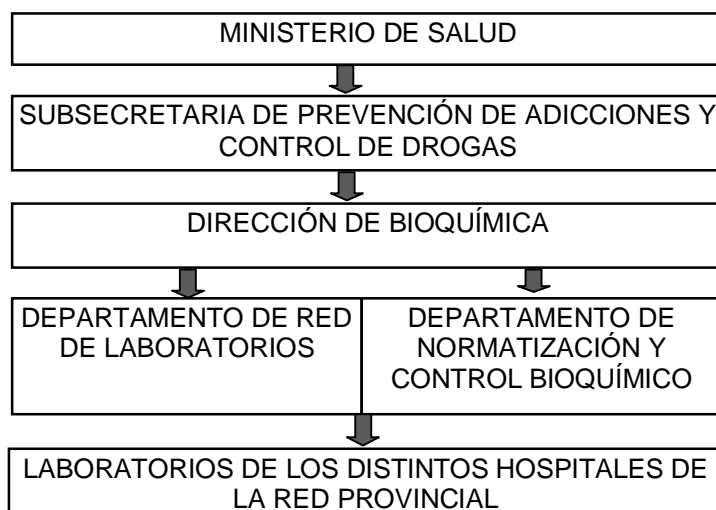 MINISTERIO DE SALUD
SUBSECRETARIA DE PREVENCIÓN DE ADICCIONES Y
CONTROL DE DROGAS
DIRECCIÓN DE BIOQUÍMICA
DEPARTAMENTO DE RED
DE LABORATORIOS
DEPARTAMENTO DE
NORMATIZACIÓN Y
CONTROL BIOQUÍMICO
LABORATORIOS DE LOS DISTINTOS HOSPITALES DE
LA RED PROVINCIAL